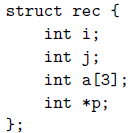 struct rec {
    int i;
    int j;
    int a[3];
    int *p;
};